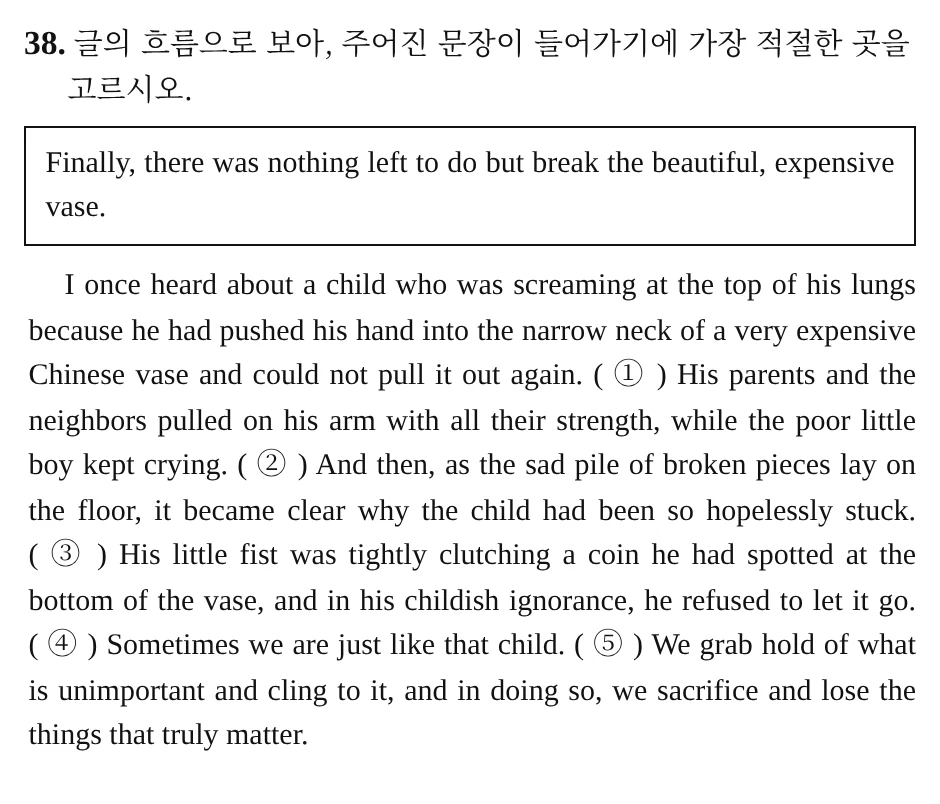 38. 글의 흐름으로 보아, 주어진 문장이 들어가기에 가장 적절한 곳을
고르시오.
Finally, there was nothing left to do but break the beautiful, expensive
vase.
I once heard about a child who was screaming at the top of his lungs
because he had pushed his hand into the narrow neck of a very expensive
Chinese vase and could not pull it out again. ( ① ) His parents and the
neighbors pulled on his arm with all their strength, while the poor little
boy kept crying. ( ② ) And then, as the sad pile of broken pieces lay on
the floor, it became clear why the child had been so hopelessly stuck.
( ③ ) His little fist was tightly clutching a coin he had spotted at the
bottom of the vase, and in his childish ignorance, he refused to let it go.
( ④ ) Sometimes we are just like that child. ( ⑤ ) We grab hold of what
is unimportant and cling to it, and in doing so, we sacrifice and lose the
things that truly matter.